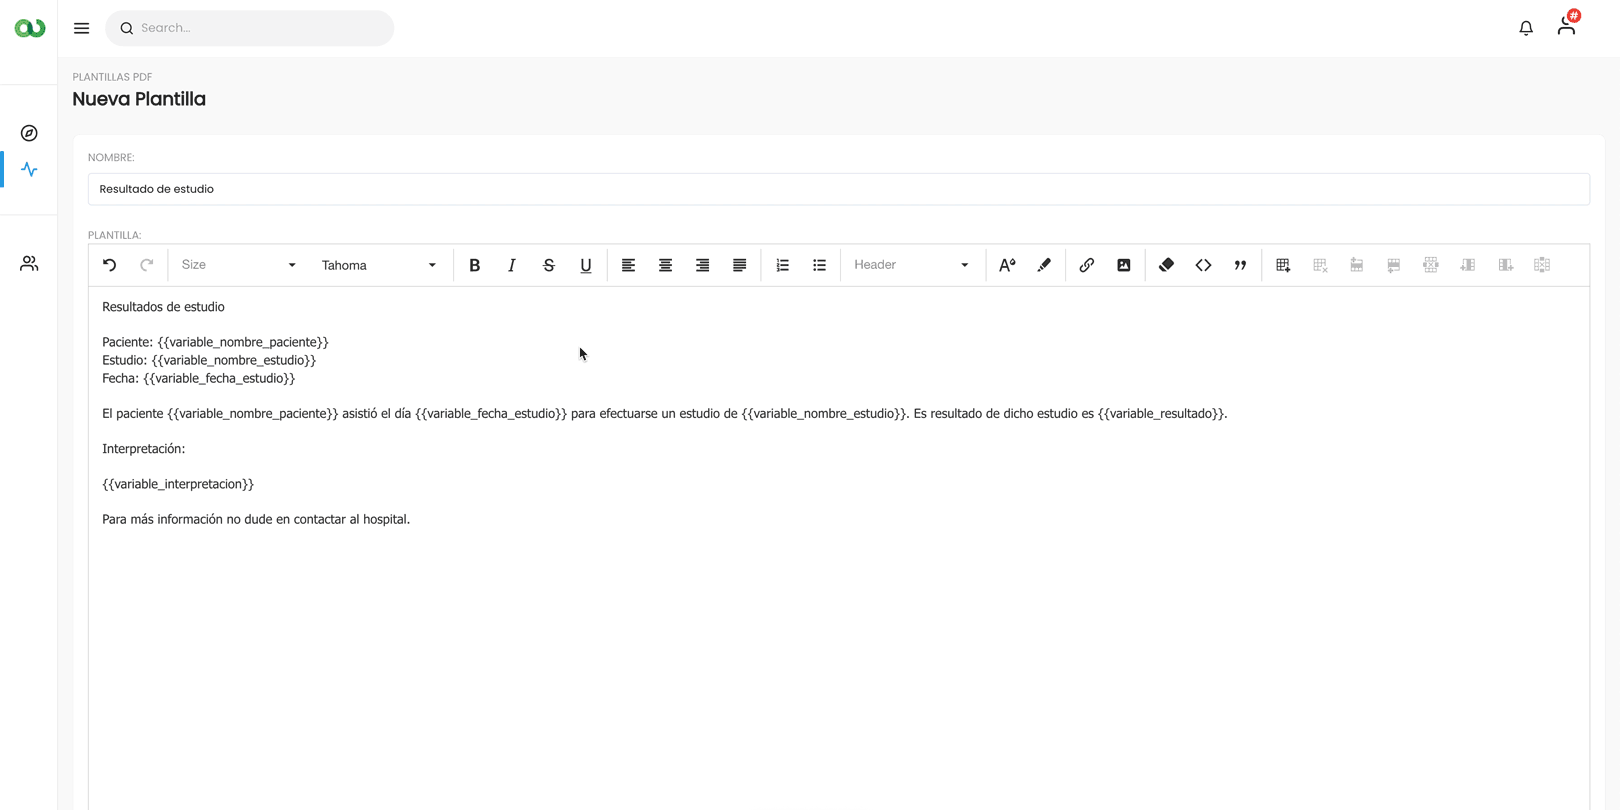 Search...
#
PLANTILLAS PDF
Nueva Plantilla
NOMBRE:
Resultado de estudio
PLANTILLA:
Size Tahoma B I S U Header A
Resultados de estudio
Paciente: {{variable_nombre_paciente}}
Estudio: {{variable_nombre_estudio}}
Fecha: {{variable_fecha_estudio}}
El paciente {{variable_nombre_paciente}} asistió el día {{variable_fecha_estudio}} para efectuarse un estudio de {{variable_nombre_estudio}}. Es resultado de dicho estudio es {{variable_resultado}}.
Interpretación:
{{variable_interpretacion}}
Para más información no dude en contactar al hospital.